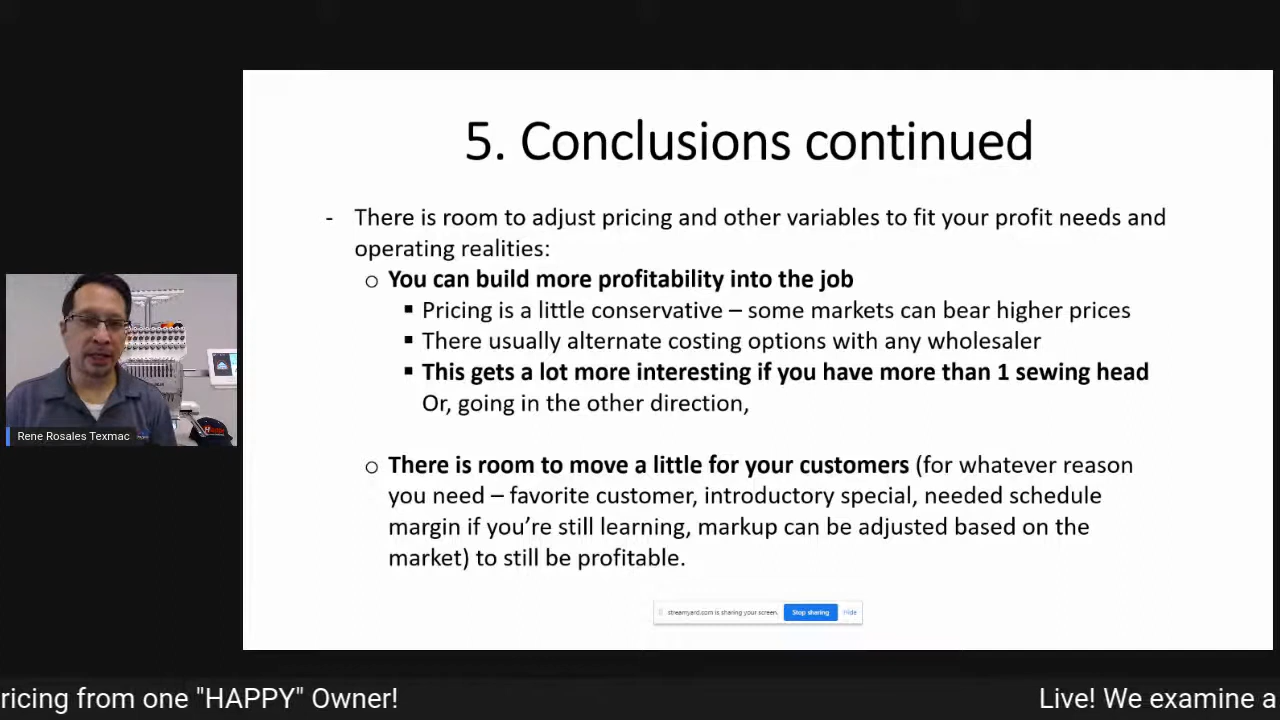 5. Conclusions continued
- There is room to adjust pricing and other variables to fit your profit needs and
operating realities:
o You can build more profitability into the job
▪ Pricing is a little conservative – some markets can bear higher prices
▪ There usually alternate costing options with any wholesaler
▪ This gets a lot more interesting if you have more than 1 sewing head
Or, going in the other direction,
o There is room to move a little for your customers (for whatever reason
you need – favorite customer, introductory special, needed schedule
margin if you're still learning, markup can be adjusted based on the
market) to still be profitable.
streamyard.com is sharing your screen. Stop sharing Hide
Rene Rosales Texmac
ricing from one "HAPPY" Owner! Live! We examine a